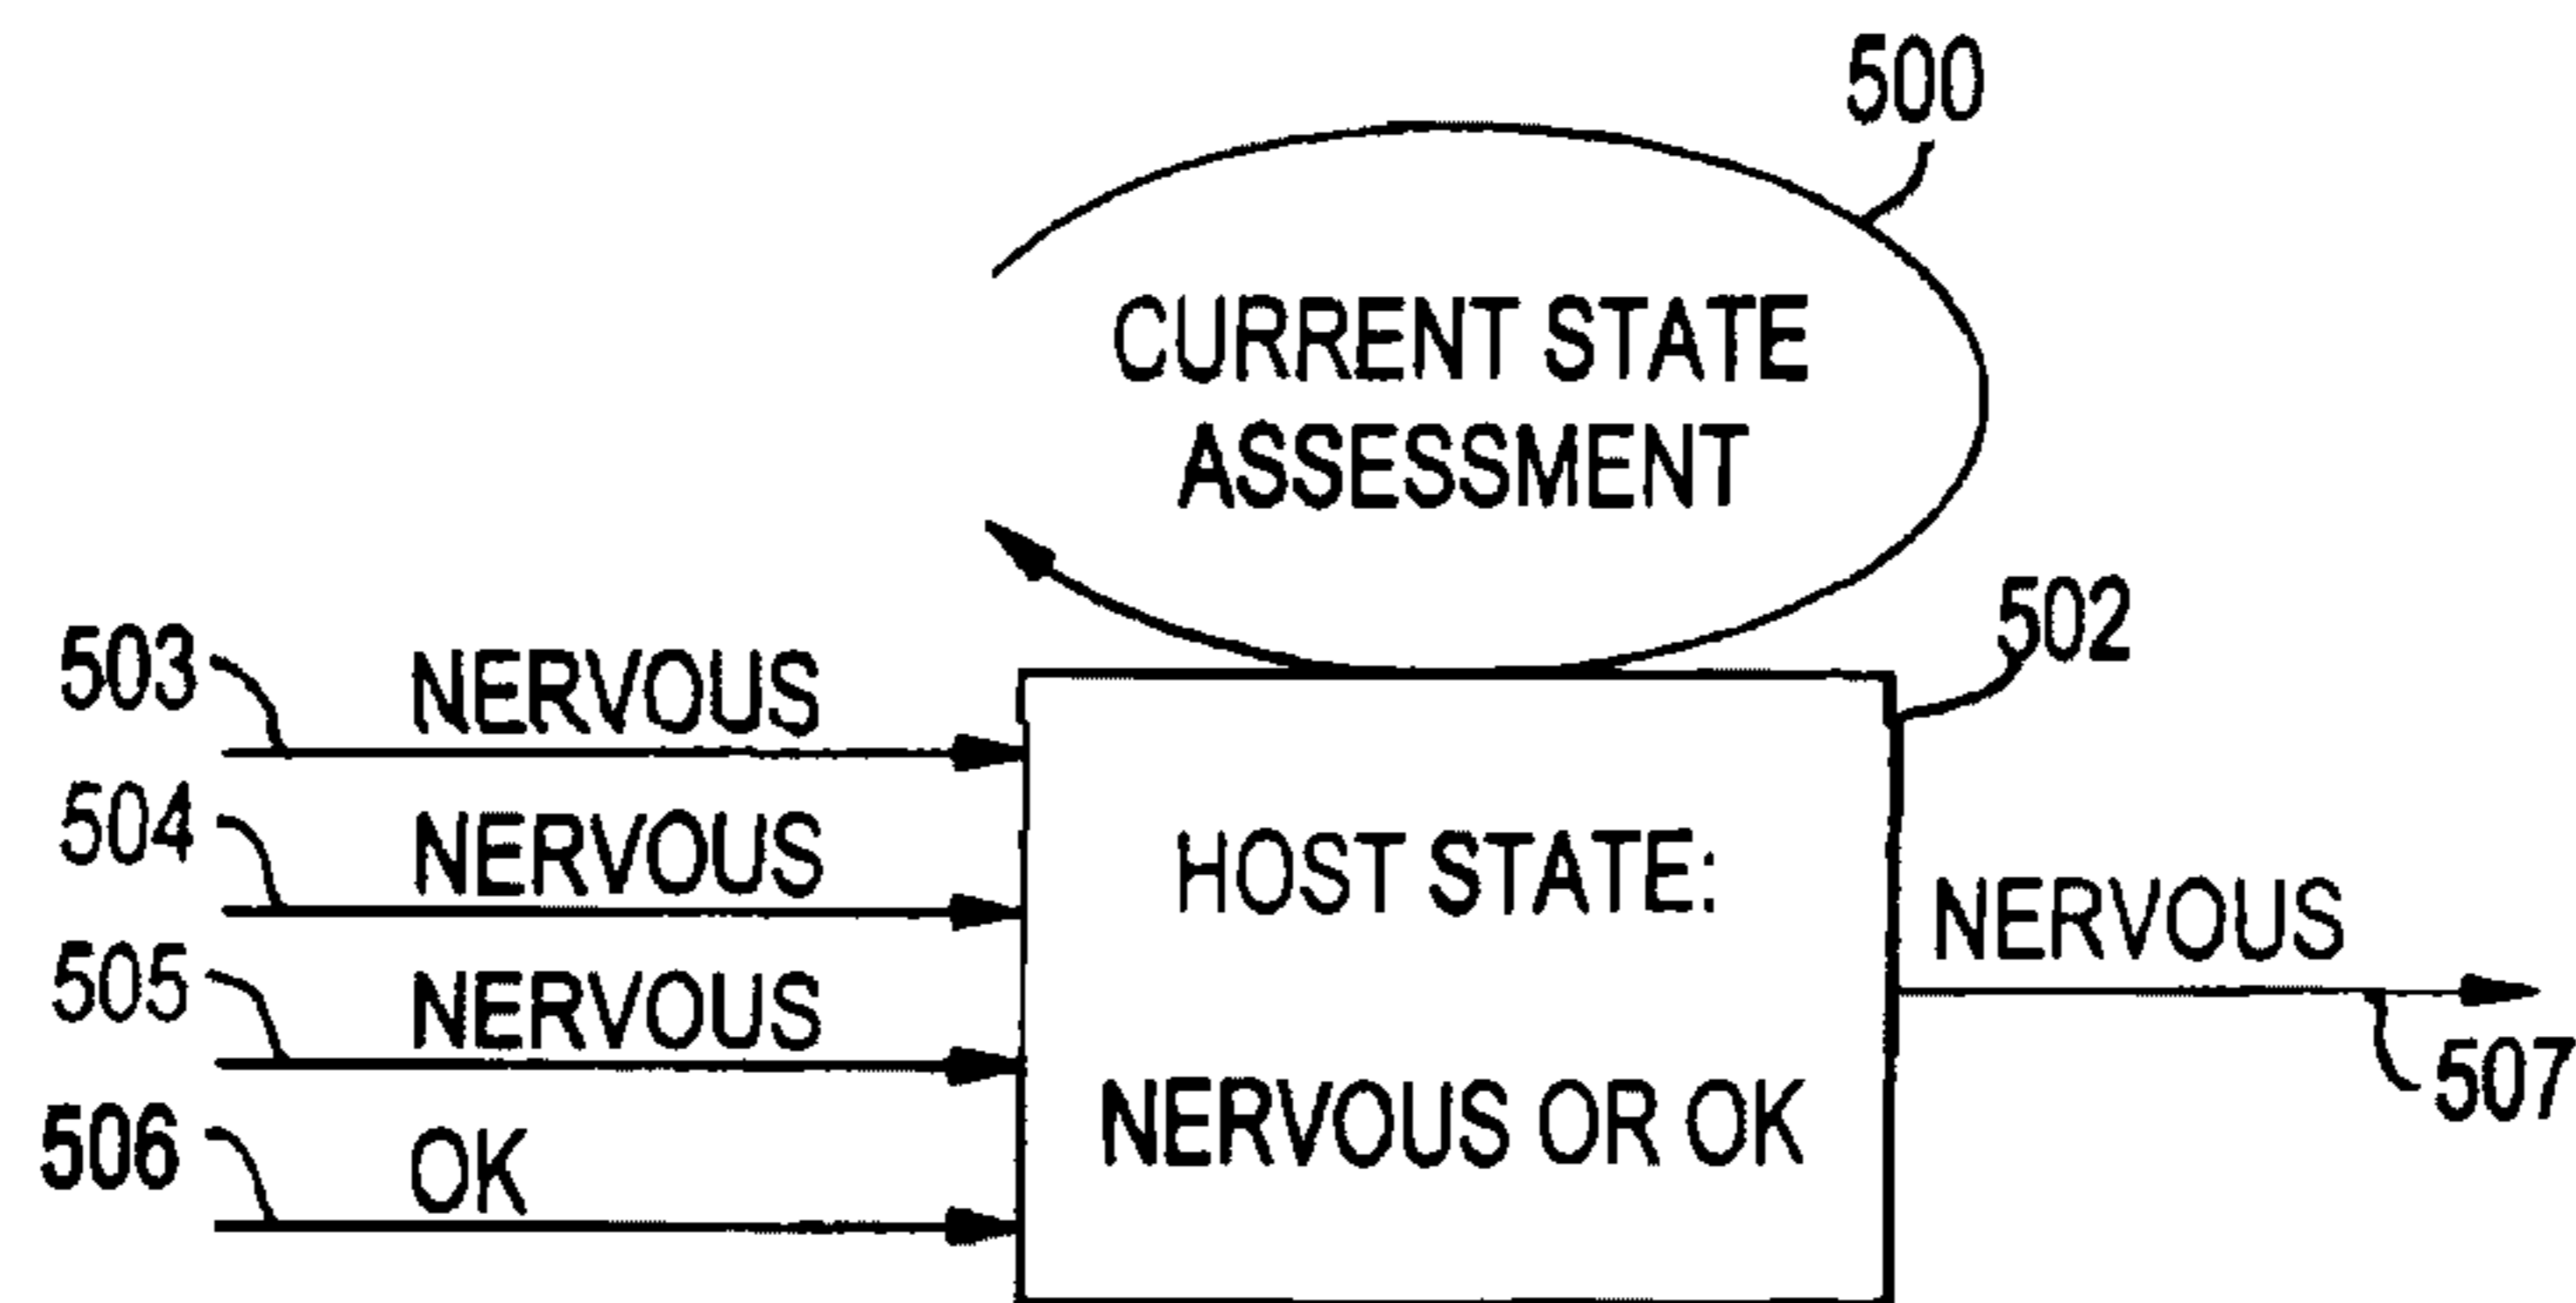 500
CURRENT STATE
ASSESSMENT
502
503 NERVOUS
504 NERVOUS
505 NERVOUS
506 OK
HOST STATE:
NERVOUS OR OK
NERVOUS
507